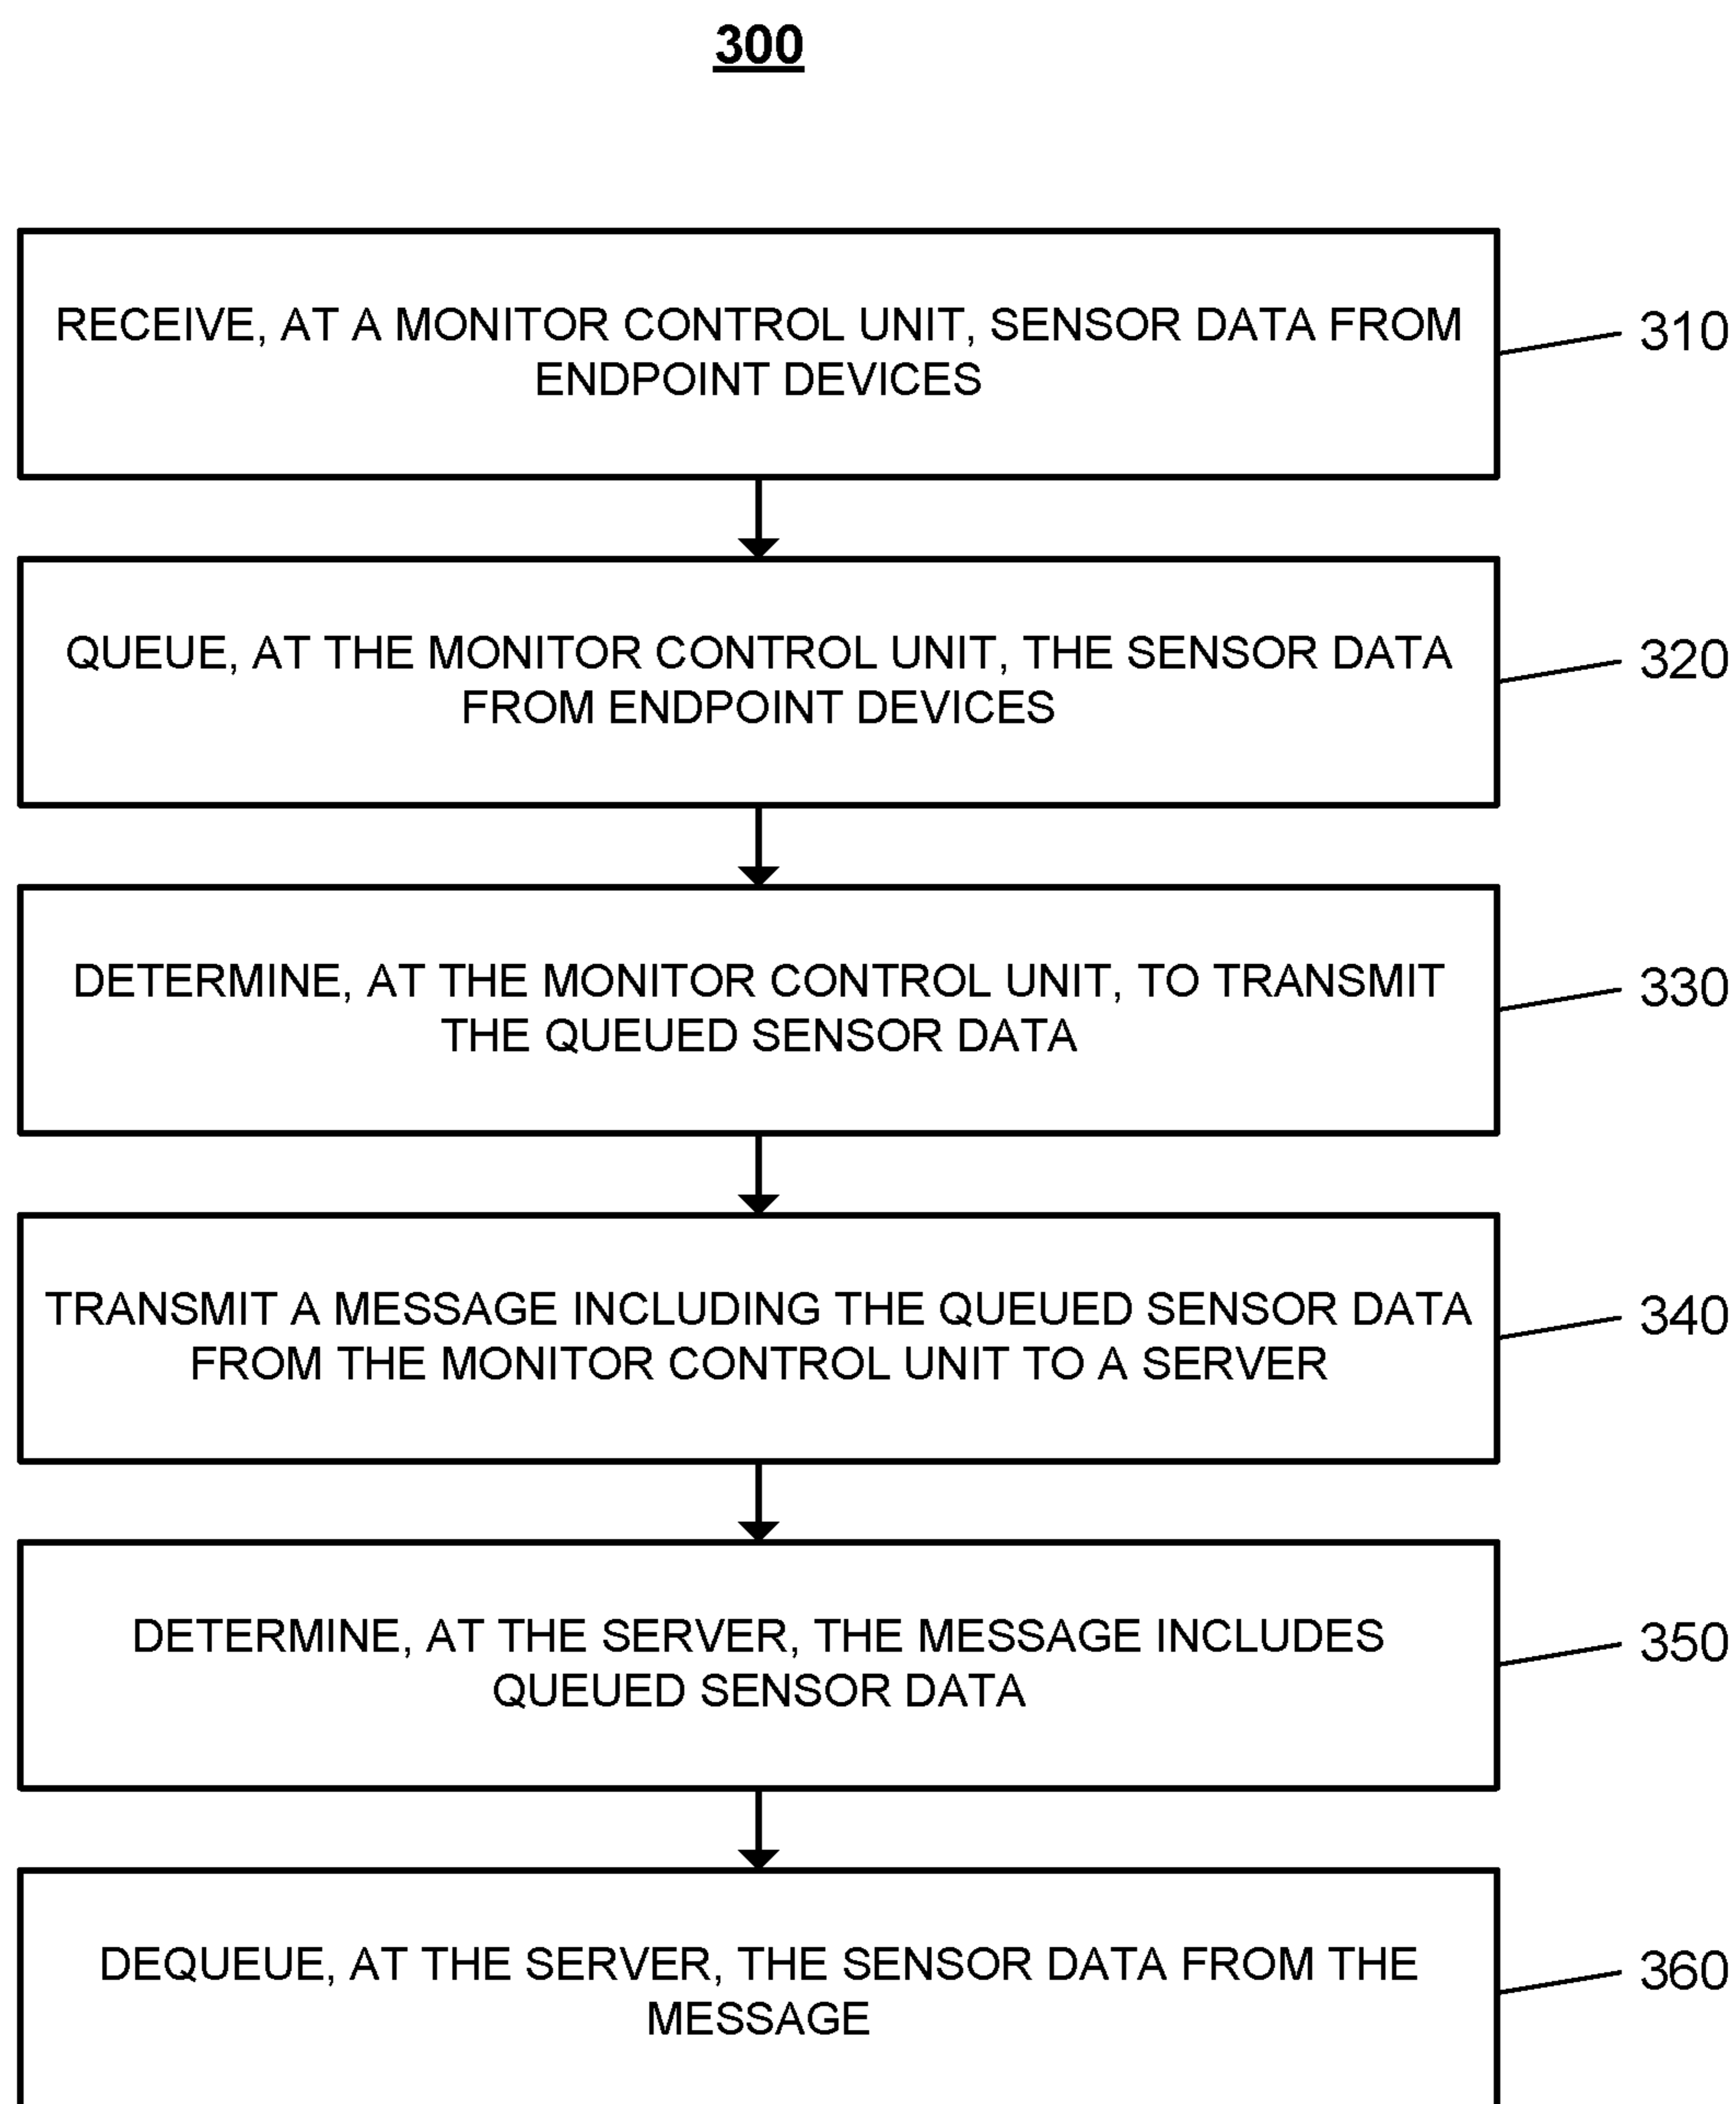 300
RECEIVE, AT A MONITOR CONTROL UNIT, SENSOR DATA FROM
ENDPOINT DEVICES
310
QUEUE, AT THE MONITOR CONTROL UNIT, THE SENSOR DATA
FROM ENDPOINT DEVICES
320
DETERMINE, AT THE MONITOR CONTROL UNIT, TO TRANSMIT
THE QUEUED SENSOR DATA
330
TRANSMIT A MESSAGE INCLUDING THE QUEUED SENSOR DATA
FROM THE MONITOR CONTROL UNIT TO A SERVER
340
DETERMINE, AT THE SERVER, THE MESSAGE INCLUDES
QUEUED SENSOR DATA
350
DEQUEUE, AT THE SERVER, THE SENSOR DATA FROM THE
MESSAGE
360